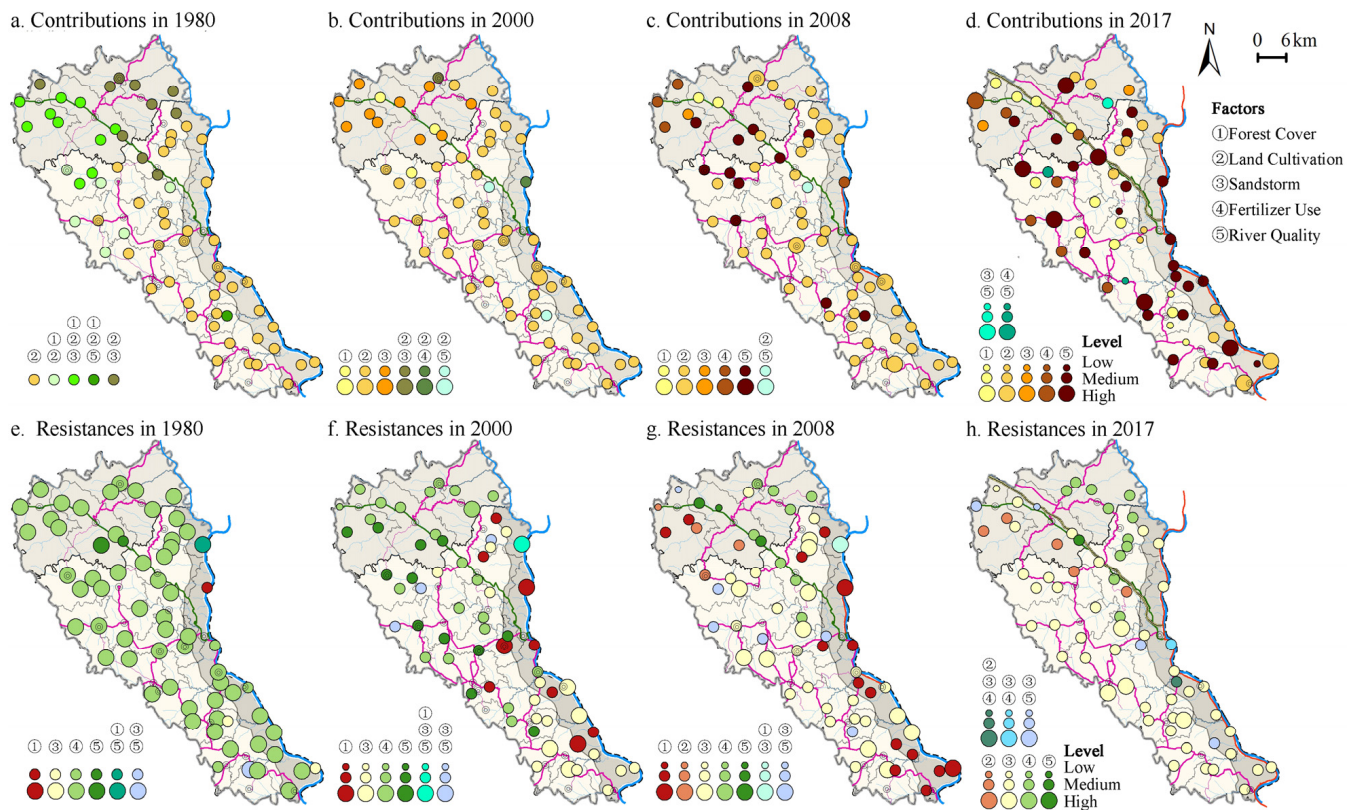 a. Contributions in 1980
b. Contributions in 2000
c. Contributions in 2008
d. Contributions in 2017
N
0 6 km
Factors
①Forest Cover
②Land Cultivation
③Sandstorm
④Fertilizer Use
⑤River Quality
① ①
① ② ② ②
② ② ③ ⑤ ③
② ② ②
① ② ③ ③ ④ ⑤
②
① ② ③ ④ ⑤ ⑤
③ ④
⑤ ⑤
Level
① ② ③ ④ ⑤
Low
Medium
High
e. Resistances in 1980
f. Resistances in 2000
g. Resistances in 2008
h. Resistances in 2017
① ③
① ③ ④ ⑤ ⑤ ⑤
①
③ ③
① ③ ④ ⑤ ⑤ ⑤
① ③
① ② ③ ④ ⑤ ③ ⑤
②
③ ③ ③
④ ④ ⑤
Level
② ③ ④ ⑤
Low
Medium
High